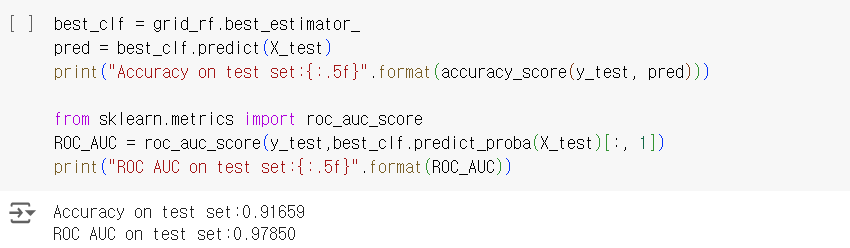 [ ] best_clf = grid_rf.best_estimator_
pred = best_clf.predict(X_test)
print("Accuracy on test set:{:.5f}".format(accuracy_score(y_test, pred)))
from sklearn.metrics import roc_auc_score
ROC_AUC = roc_auc_score(y_test,best_clf.predict_proba(X_test)[:, 1])
print("ROC AUC on test set:{:.5f}".format(ROC_AUC))
Accuracy on test set:0.91659
ROC AUC on test set:0.97850